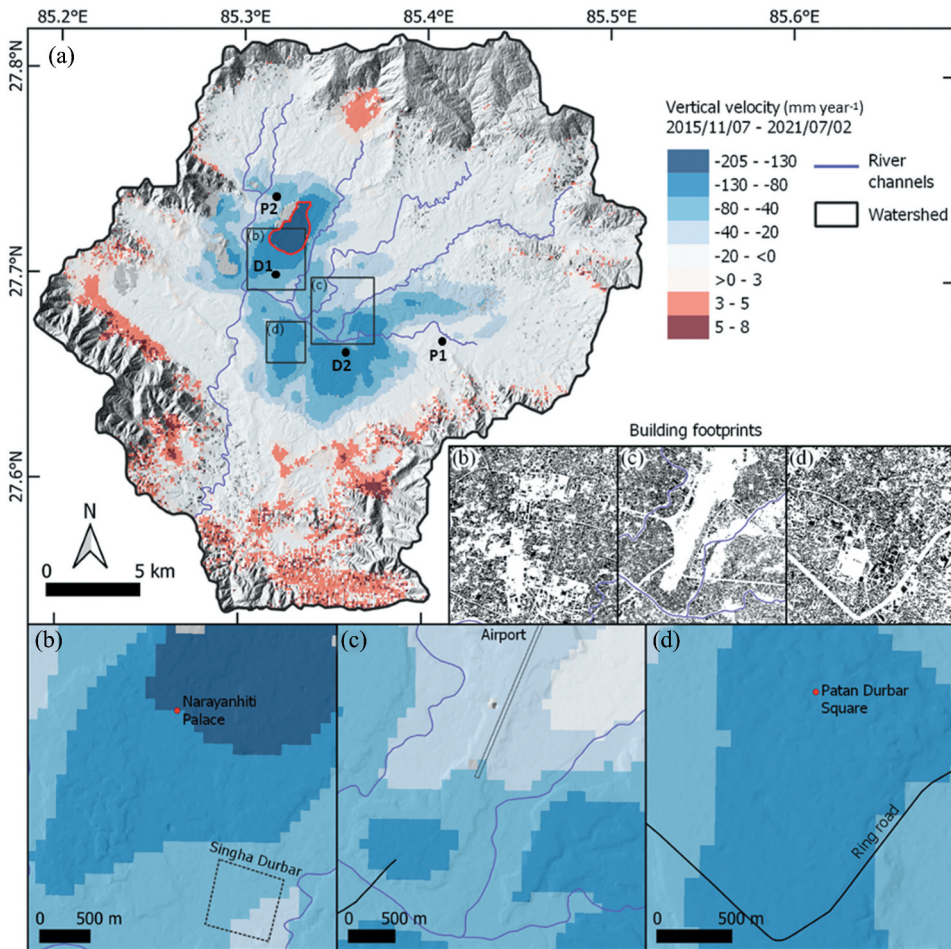 85.2°E 85.3°E 85.4°E 85.5°E 85.6°E
(a)
27.8°N
27.7°N
27.6°N
Vertical velocity (mm year-1)
2015/11/07 - 2021/07/02
-205 - -130
-130 - -80
-80 - -40
-40 - -20
-20 - <0
>0 - 3
3 - 5
5 - 8
River
channels
Watershed
P2
(b)
D1
(c)
(d)
D2
P1
N
0 5 km
Building footprints
(b) (c) (d)
(b)
Narayanhiti
Palace
Singha Durbar
0 500 m
(c)
Airport
0 500 m
(d)
Patan Durbar
Square
Ring road
0 500 m